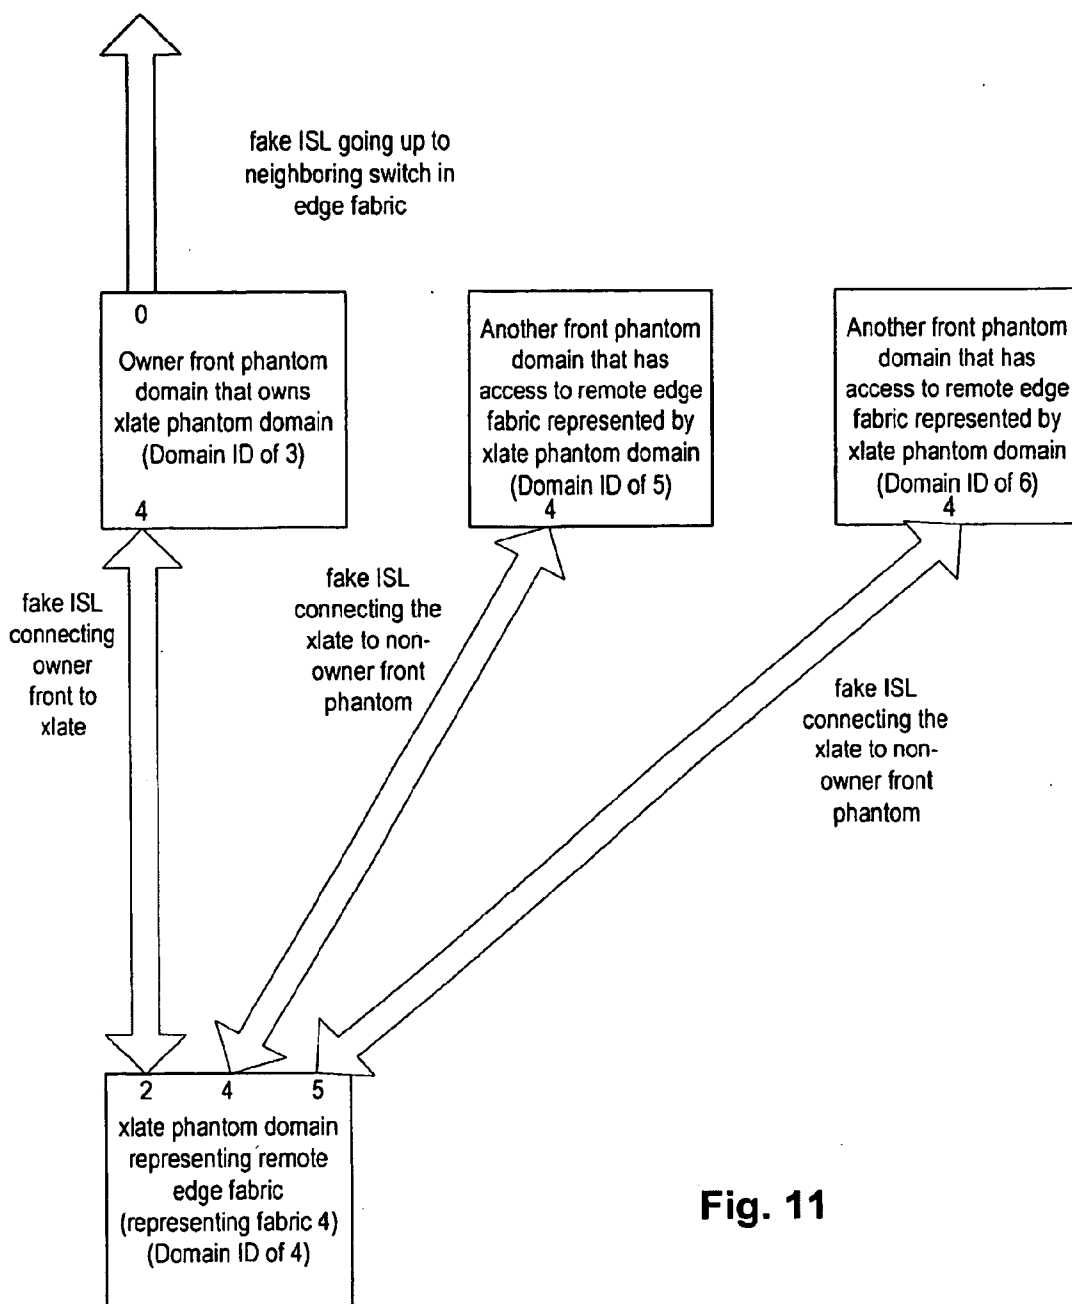 fake ISL going up to
neighboring switch in
edge fabric
0
Owner front phantom
domain that owns
xlate phantom domain
(Domain ID of 3)
4
Another front phantom
domain that has
access to remote edge
fabric represented by
xlate phantom domain
(Domain ID of 5)
4
Another front phantom
domain that has
access to remote edge
fabric represented by
xlate phantom domain
(Domain ID of 6)
4
fake ISL
connecting
owner
front to
xlate
fake ISL
connecting the
xlate to non-
owner front
phantom
fake ISL
connecting the
xlate to non-
owner front
phantom
2 4 5
xlate phantom domain
representing remote
edge fabric
(representing fabric 4)
(Domain ID of 4)
Fig. 11